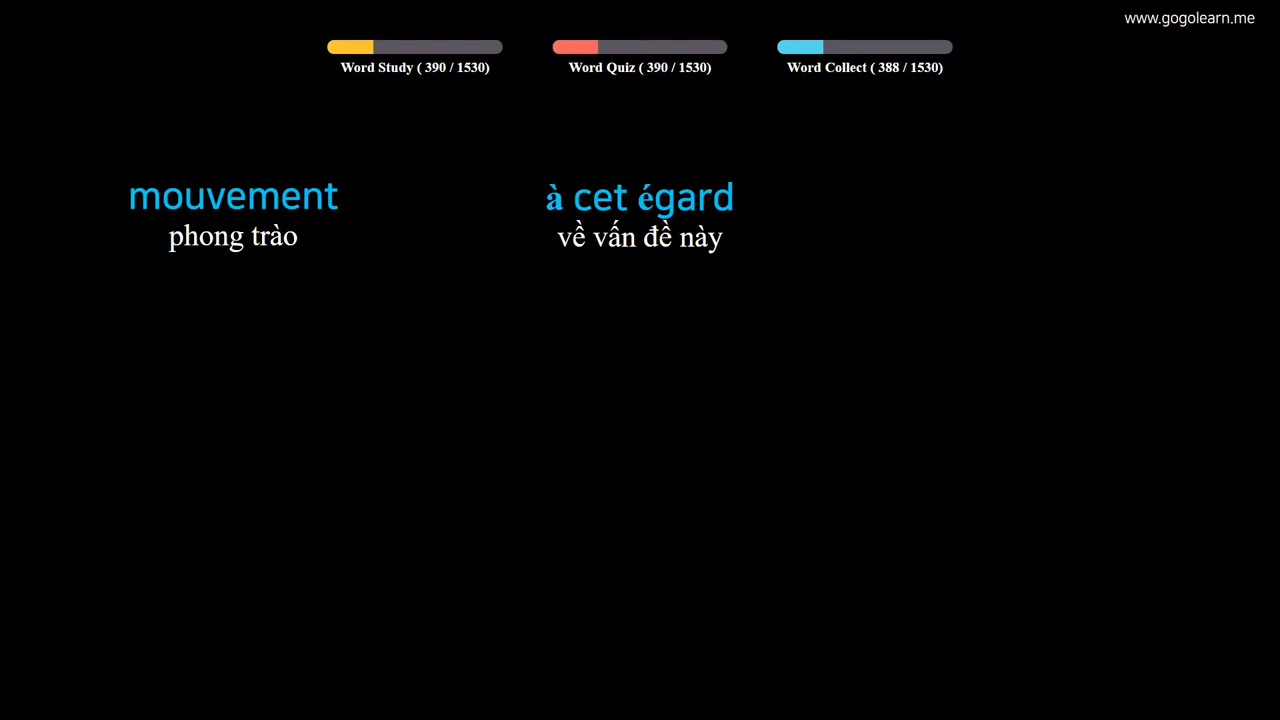 www.gogolearn.me
Word Study ( 390 / 1530)
Word Quiz ( 390 / 1530)
Word Collect ( 388 / 1530)
mouvement
phong trào
à cet égard
về vấn đề này